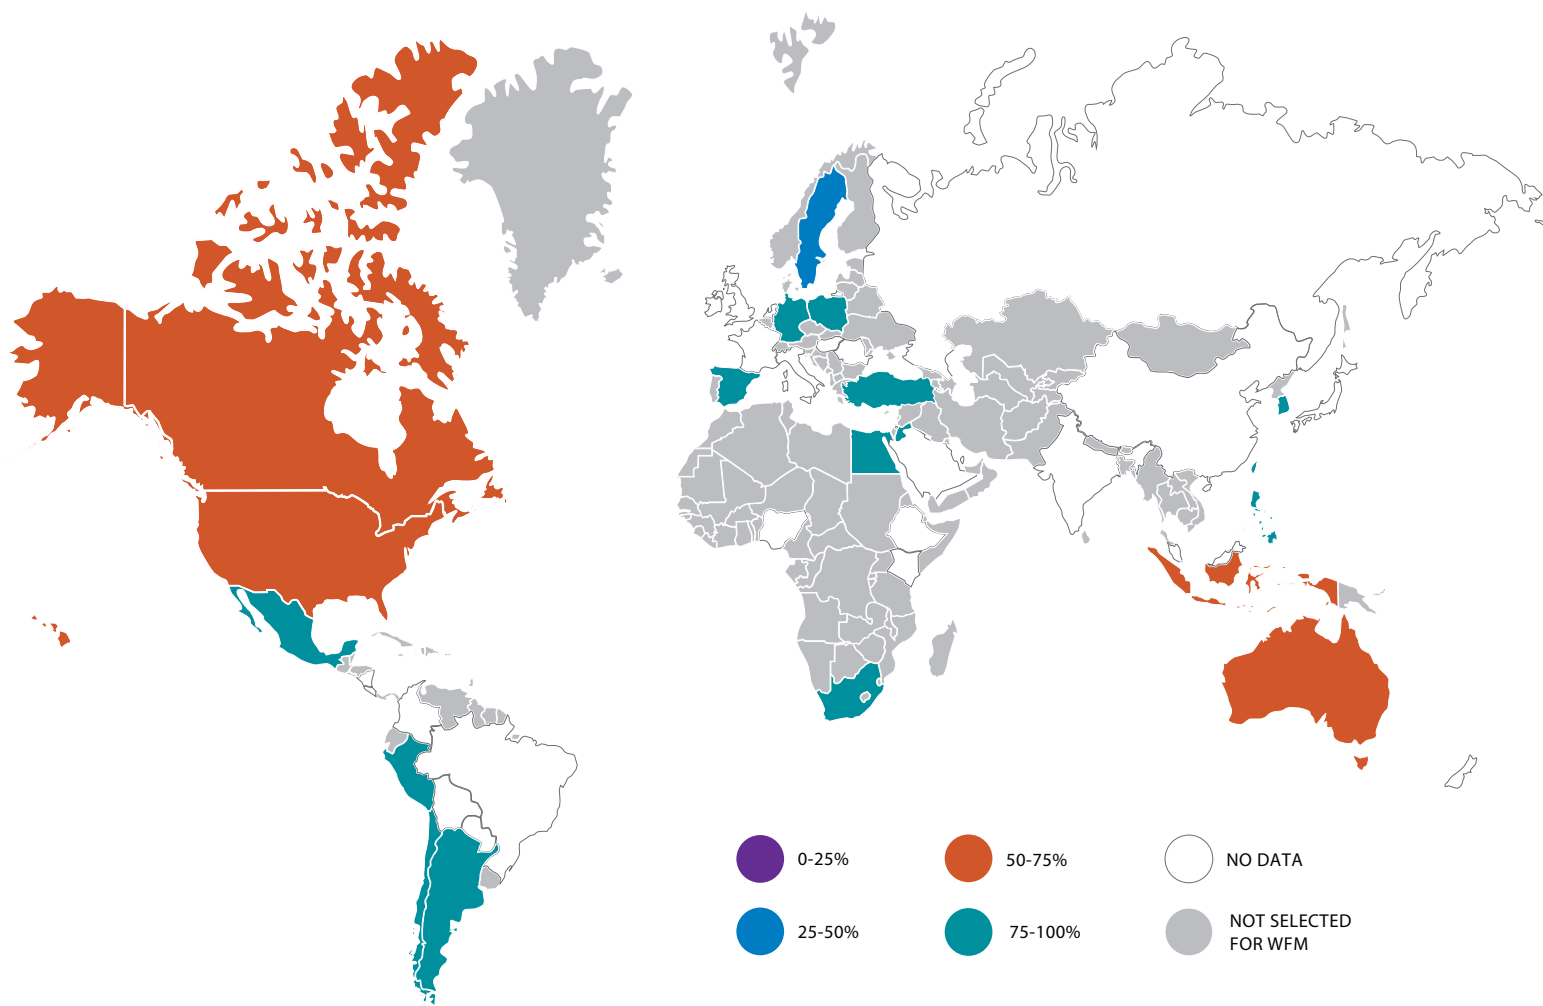 0-25%
50-75%
NO DATA
25-50%
75-100%
NOT SELECTED
FOR WFM